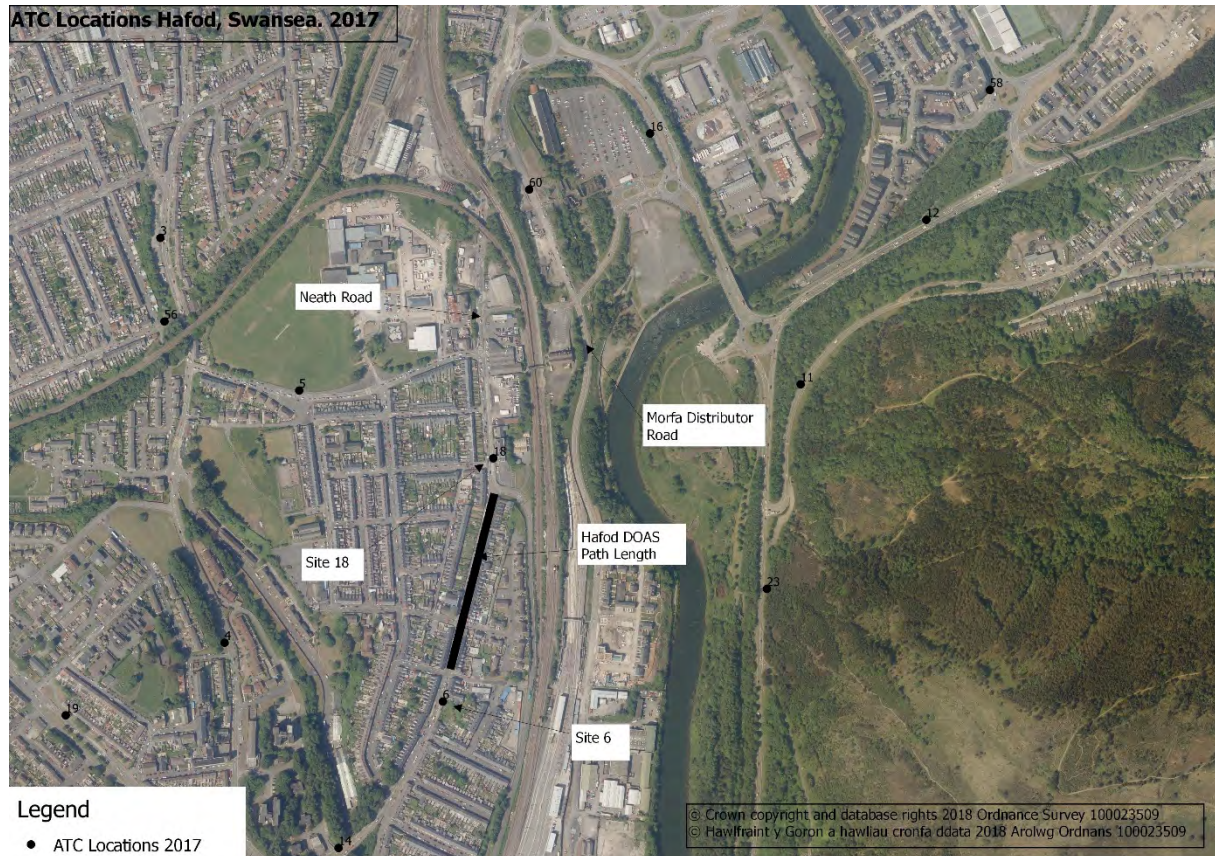 ATC Locations Hafod, Swansea. 2017
58
16
60
12
3
Neath Road
56
11
5
Morfa Distributor
Road
18
Hafod DOAS
Path Length
Site 18
23
4
6
19
Site 6
14
Legend
ATC Locations 2017
© Crown copyright and database rights 2018 Ordnance Survey 100023509
© Hawlfraint y Goron a hawliau cronfa ddata 2018 Arolwg Ordnans 100023509